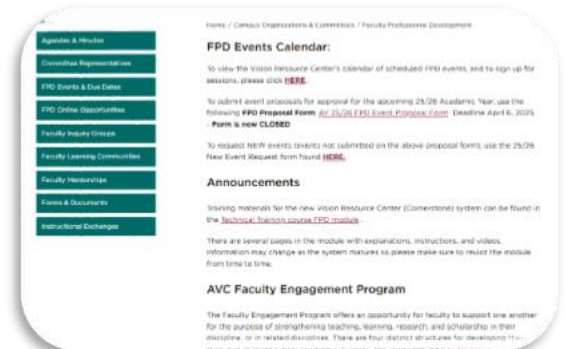 Home / Campus Organizations & Committees / Faculty Professional Development
Agendas & Minutes
Committee Representatives
FPD Events & Due Dates
FPD Online Opportunities
Faculty Inquiry Groups
Faculty Learning Communities
Faculty Mentorships
Forms & Documents
Instructional Exchanges
FPD Events Calendar:
To view the Vision Resource Center's calendar of scheduled FPD events, and to sign up for
sessions, please click HERE.
To submit event proposals for approval for the upcoming 25/26 Academic Year, use the
following FPD Proposal Form: AY 25/26 FPD Event Proposal Form. Deadline April 6, 2025
- Form is now CLOSED
To request NEW events (events not submitted on the above proposal form), use the 25/26
New Event Request form found HERE.
Announcements
Training materials for the new Vision Resource Center (Cornerstone) system can be found in
the Technical Training course FPD module.
There are several pages in the module with explanations, instructions, and videos.
Information may change as the system matures so please make sure to revisit the module
from time to time.
AVC Faculty Engagement Program
The Faculty Engagement Program offers an opportunity for faculty to support one another
for the purpose of strengthening teaching, learning, research, and scholarship in their
discipline, or in related disciplines. There are four distinct structures for developing